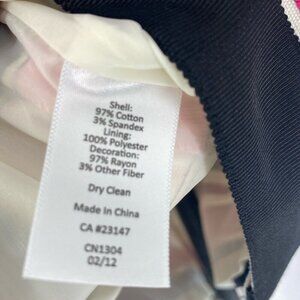 Shell:
97% Cotton
3% Spandex
Lining:
100% Polyester
Decoration:
97% Rayon
3% Other Fiber
Dry Clean
Made In China
CA #23147
CN1304
02/12